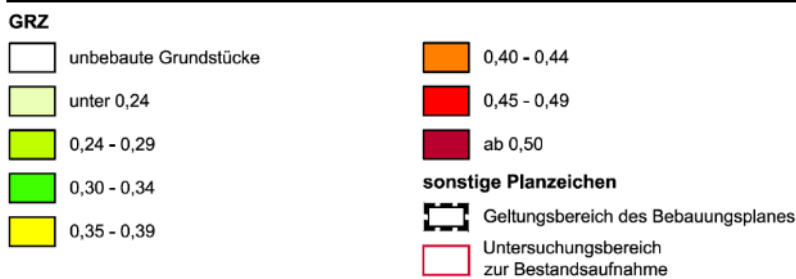 GRZ
unbebaute Grundstücke
unter 0,24
0,24 - 0,29
0,30 - 0,34
0,35 - 0,39
0,40 - 0,44
0,45 - 0,49
ab 0,50
sonstige Planzeichen
Geltungsbereich des Bebauungsplanes
Untersuchungsbereich
zur Bestandsaufnahme